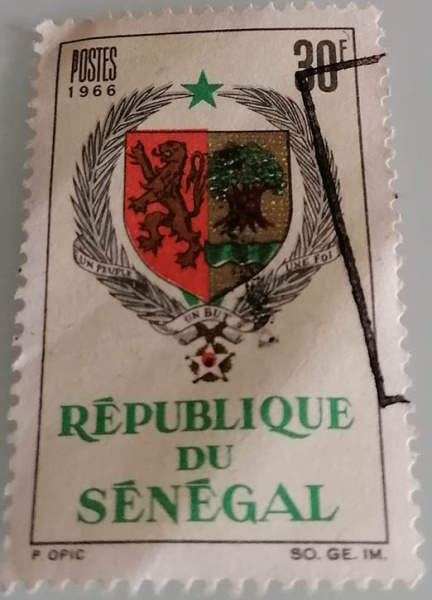 POSTES 30F
1966
UN PEUPLE UNE FOI
UN BUT
RÉPUBLIQUE
DU
SÉNÉGAL
P. OPIC SO. GE. IM.